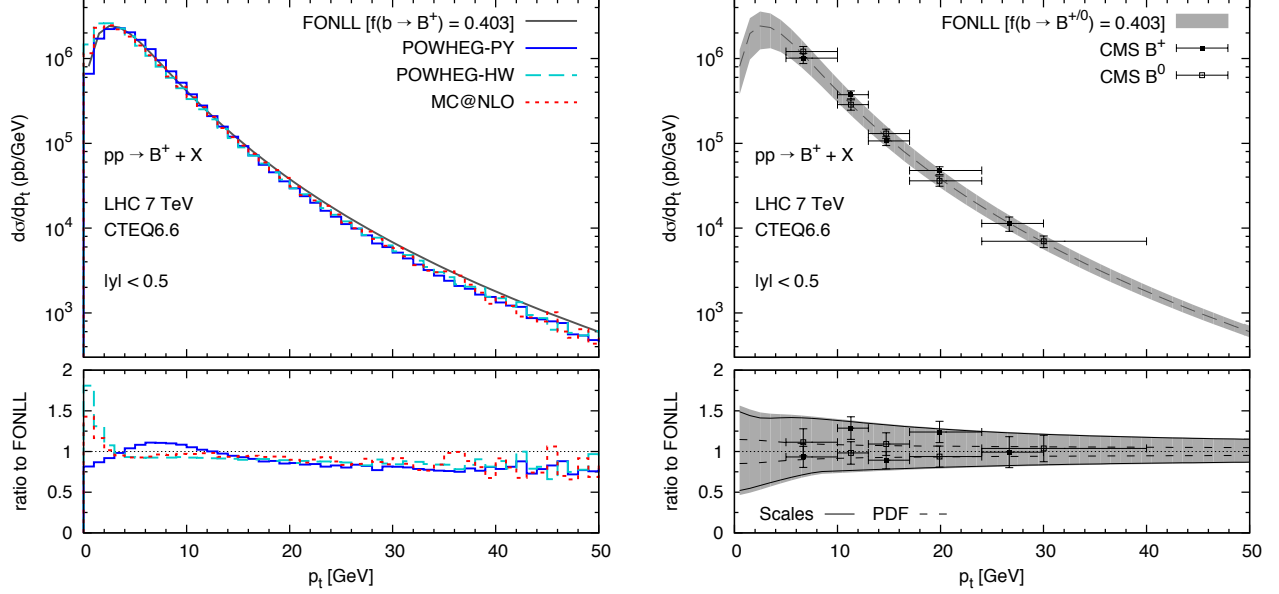 dσ/dpt (pb/GeV)
10⁶
10⁵
10⁴
10³
FONLL [f(b → B⁺) = 0.403]
POWHEG-PY
POWHEG-HW
MC@NLO
pp → B⁺ + X
LHC 7 TeV
CTEQ6.6
|y| < 0.5
ratio to FONLL
2
1.5
1
0.5
0
0 10 20 30 40 50
pt [GeV]
dσ/dpt (pb/GeV)
10⁶
10⁵
10⁴
10³
FONLL [f(b → B⁺/⁰) = 0.403]
CMS B⁺
CMS B⁰
pp → B⁺ + X
LHC 7 TeV
CTEQ6.6
|y| < 0.5
ratio to FONLL
2
1.5
1
0.5
0
Scales PDF
0 10 20 30 40 50
pt [GeV]